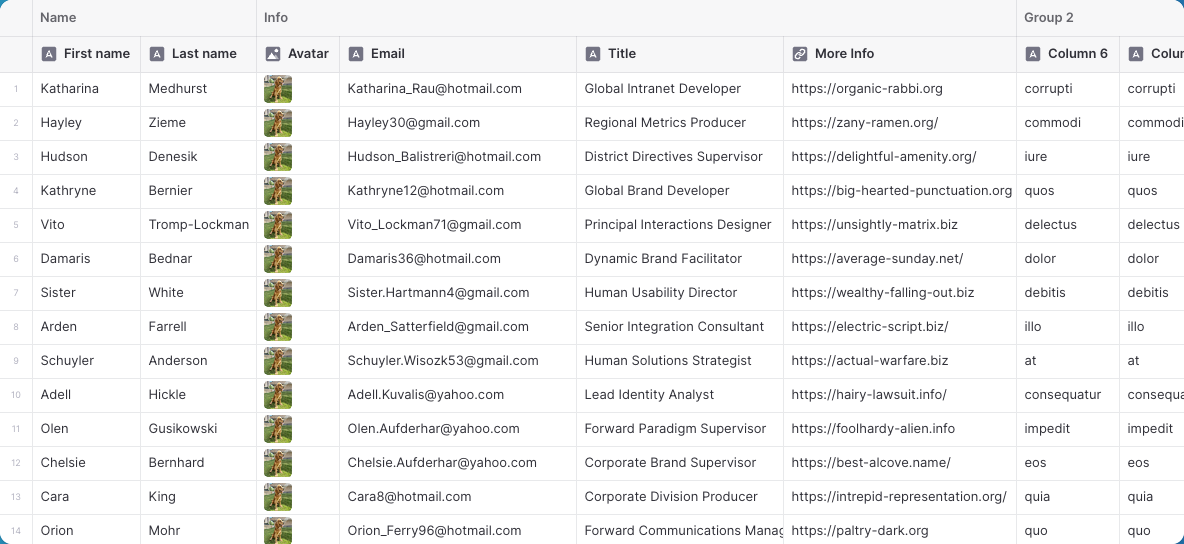 Name Info Group 2
First name Last name Avatar Email Title More Info Column 6 Colur
1 Katharina Medhurst Katharina_Rau@hotmail.com Global Intranet Developer https://organic-rabbi.org corrupti corrupti
2 Hayley Zieme Hayley30@gmail.com Regional Metrics Producer https://zany-ramen.org/ commodi commodi
3 Hudson Denesik Hudson_Balistreri@hotmail.com District Directives Supervisor https://delightful-amenity.org/ iure iure
4 Kathryne Bernier Kathryne12@hotmail.com Global Brand Developer https://big-hearted-punctuation.org quos quos
5 Vito Tromp-Lockman Vito_Lockman71@gmail.com Principal Interactions Designer https://unsightly-matrix.biz delectus delectus
6 Damaris Bednar Damaris36@hotmail.com Dynamic Brand Facilitator https://average-sunday.net/ dolor dolor
7 Sister White Sister.Hartmann4@gmail.com Human Usability Director https://wealthy-falling-out.biz debitis debitis
8 Arden Farrell Arden_Satterfield@gmail.com Senior Integration Consultant https://electric-script.biz/ illo illo
9 Schuyler Anderson Schuyler.Wisozk53@gmail.com Human Solutions Strategist https://actual-warfare.biz at at
10 Adell Hickle Adell.Kuvalis@yahoo.com Lead Identity Analyst https://hairy-lawsuit.info/ consequatur consequa
11 Olen Gusikowski Olen.Aufderhar@yahoo.com Forward Paradigm Supervisor https://foolhardy-alien.info impedit impedit
12 Chelsie Bernhard Chelsie.Aufderhar@yahoo.com Corporate Brand Supervisor https://best-alcove.name/ eos eos
13 Cara King Cara8@hotmail.com Corporate Division Producer https://intrepid-representation.org/ quia quia
14 Orion Mohr Orion_Ferry96@hotmail.com Forward Communications Manag https://paltry-dark.org quo quo